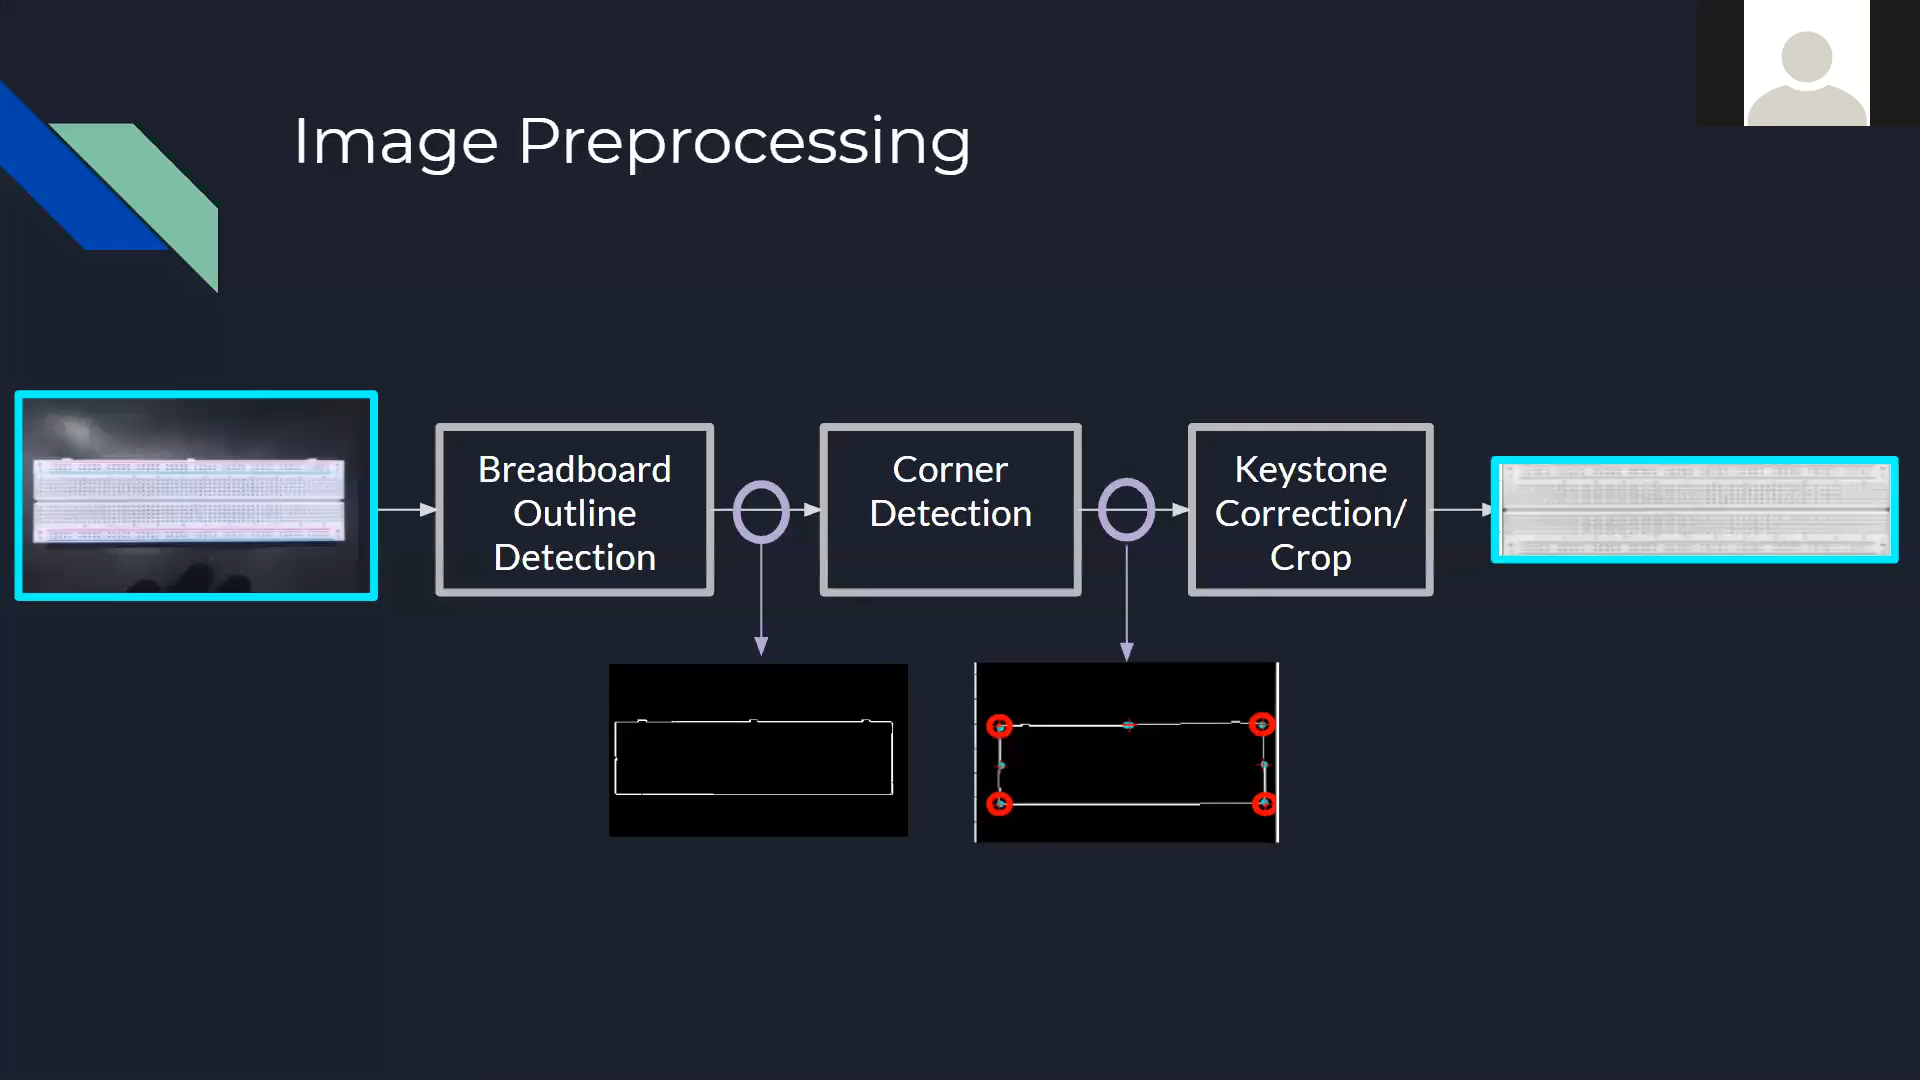 Image Preprocessing
Breadboard
Outline
Detection
Corner
Detection
Keystone
Correction/
Crop